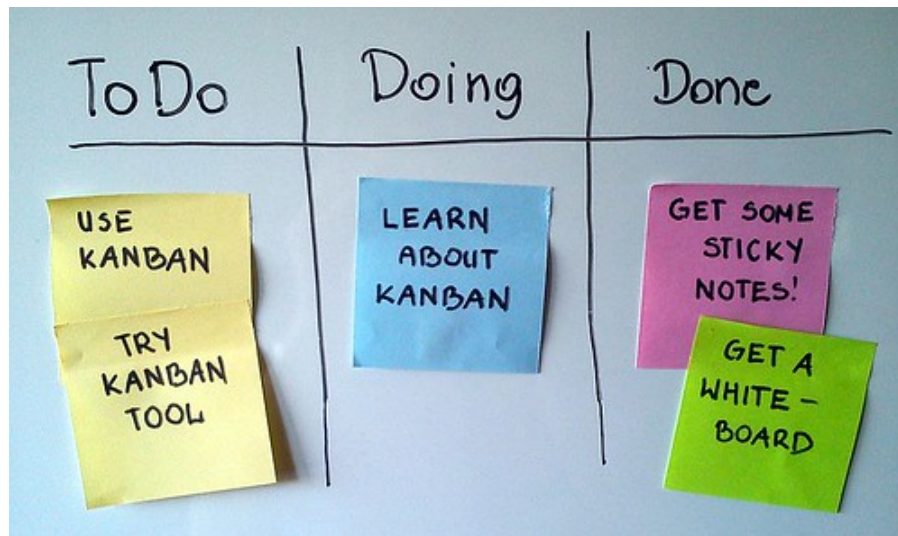 To Do
Doing
Done
USE
KANBAN
TRY
KANBAN
TOOL
LEARN
ABOUT
KANBAN
GET SOME
STICKY
NOTES!
GET A
WHITE-
BOARD